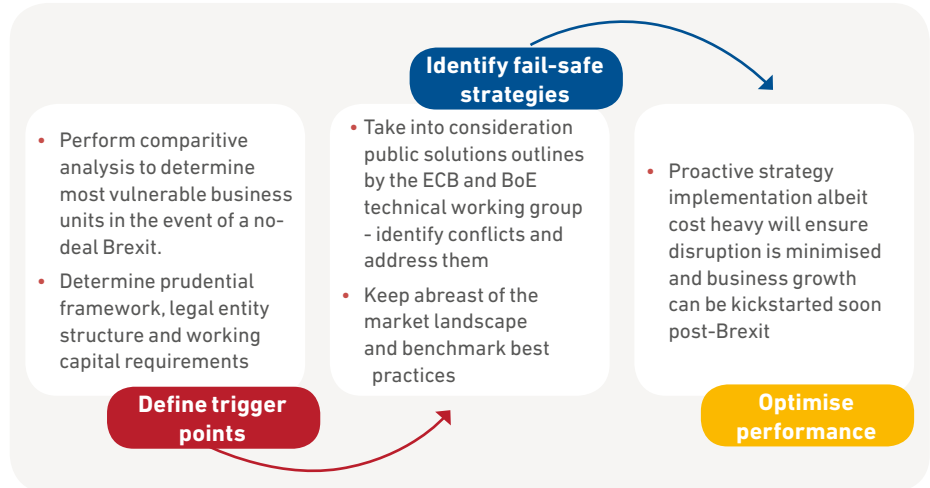 • Perform comparitive
analysis to determine
most vulnerable business
units in the event of a no-
deal Brexit.
• Determine prudential
framework, legal entity
structure and working
capital requirements
Define trigger
points
Identify fail-safe
strategies
• Take into consideration
public solutions outlines
by the ECB and BoE
technical working group
- identify conflicts and
address them
• Keep abreast of the
market landscape
and benchmark best
practices
• Proactive strategy
implementation albeit
cost heavy will ensure
disruption is minimised
and business growth
can be kickstarted soon
post-Brexit
Optimise
performance